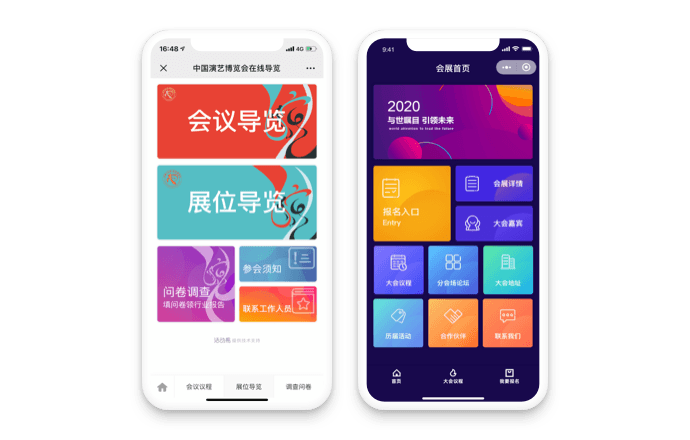 16:48
4G
中国演艺博览会在线导览
会议导览
展位导览
问卷调查
填问卷领行业报告
参会须知
联系工作人员
会议议程
展位导览
调查问卷
9:41
会展首页
2020
与世瞩目 引领未来
world attention to lead the future
报名入口
Entry
会展详情
大会嘉宾
大会议程
分会场论坛
大会地址
历届活动
合作伙伴
联系我们
首页
大会议程
我要报名